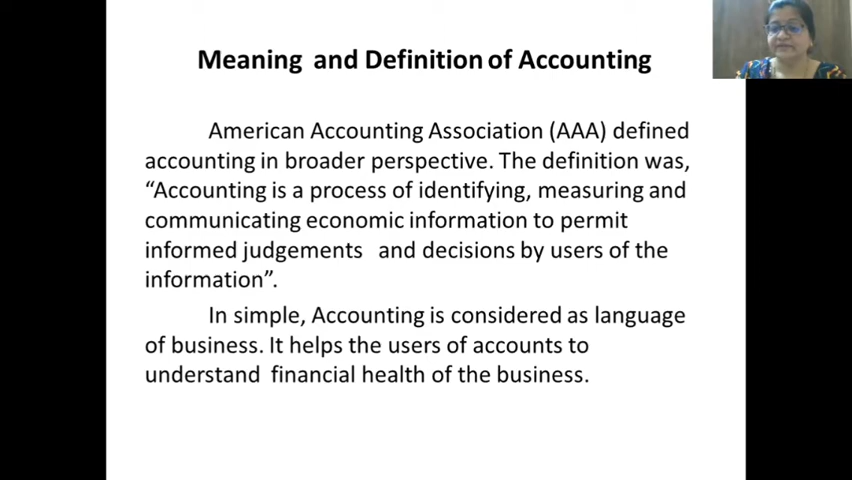 Meaning and Definition of Accounting
American Accounting Association (AAA) defined
accounting in broader perspective. The definition was,
“Accounting is a process of identifying, measuring and
communicating economic information to permit
informed judgements and decisions by users of the
information”.
In simple, Accounting is considered as language
of business. It helps the users of accounts to
understand financial health of the business.